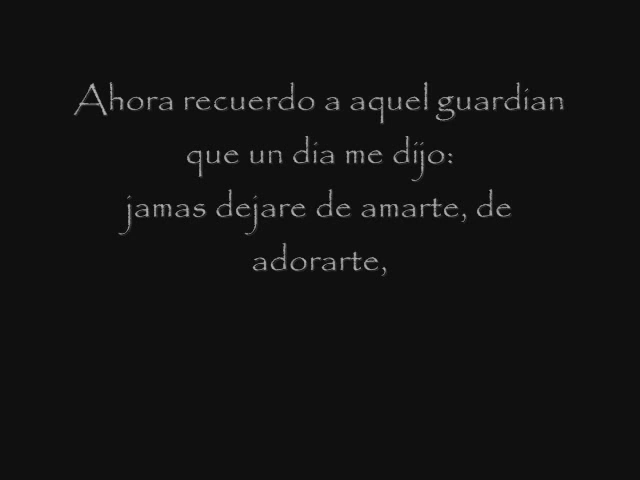 Ahora recuerdo a aquel guardian
que un dia me dijo:
jamas dejare de amarte, de
adorarte,